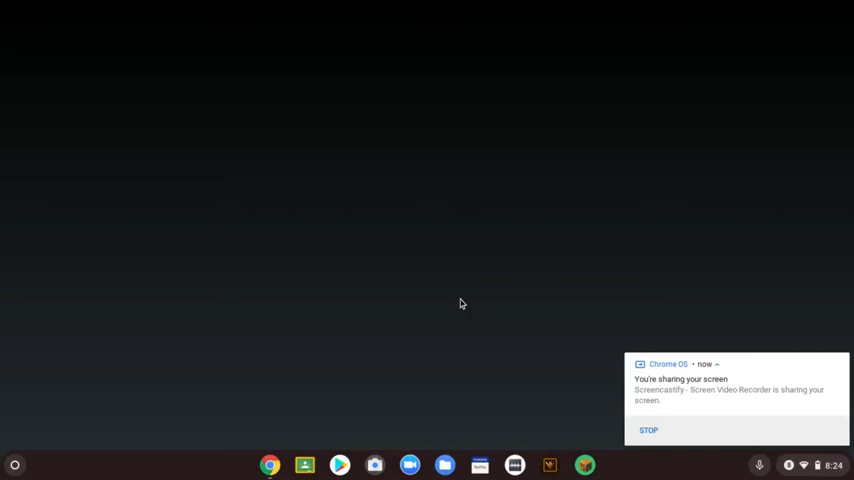 Chrome OS • now
You're sharing your screen
Screencastify - Screen Video Recorder is sharing your
screen.
STOP
8:24